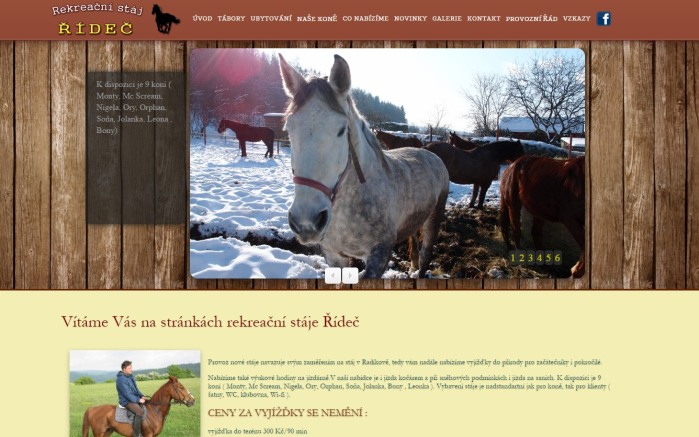 Rekreační stáj
ŘÍDEČ
ÚVOD TÁBORY UBYTOVÁNÍ NAŠE KONĚ CO NABÍZÍME NOVINKY GALERIE KONTAKT PROVOZNÍ ŘÁD VZKAZY f
K dispozici je 9 koní (
Monty, Mc Scream,
Nigela, Ory, Orphan,
Soňa, Jolanka, Leona ,
Bony)
1 2 3 4 5 6
Vítáme Vás na stránkách rekreační stáje Řídeč
Provoz nové stáje navazuje svým zaměřením na stáj v Radíkově, tedy vám nadále nabízíme vyjížďky do přírody pro začátečníky i pokročilé.
Nabízíme také výukové hodiny na jízdárně.V naší nabídce je i jízda kočárem a při sněhových podmínkách i jízda na saních. K dispozici je 9
koní ( Monty, Mc Scream, Nigela, Ory, Orphan, Soňa, Jolanka, Bony , Leonka ). Vybavení stáje je nadstandartní jak pro koně, tak pro klienty (
šatny, WC, klubovna, Wi-fi ).
CENY ZA VYJÍŽĎKY SE NEMĚNÍ :
vyjížďka do terénu 300 Kč/90 min